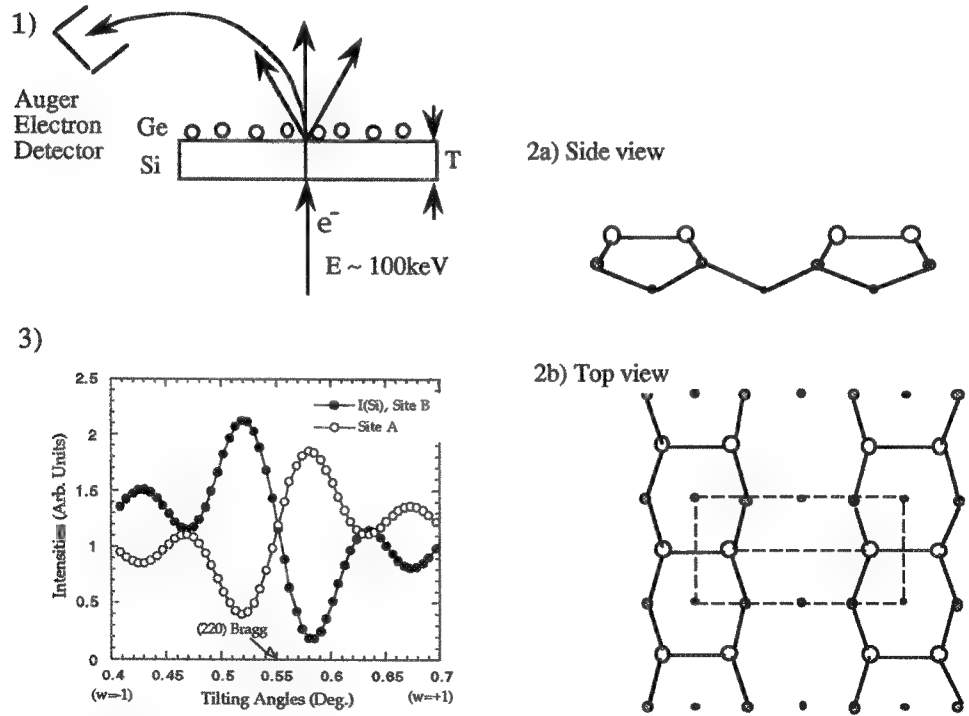 1)
Auger
Electron
Detector
Ge
Si
T
e-
E ~ 100keV
2a) Side view
3)
2.5
2
1.5
1
0.5
0
Intensities (Arb. Units)
I(Si), Site B
Site A
(220) Bragg
0.4 0.45 0.5 0.55 0.6 0.65 0.7
(w=-1) Tilting Angles (Deg.) (w=+1)
2b) Top view